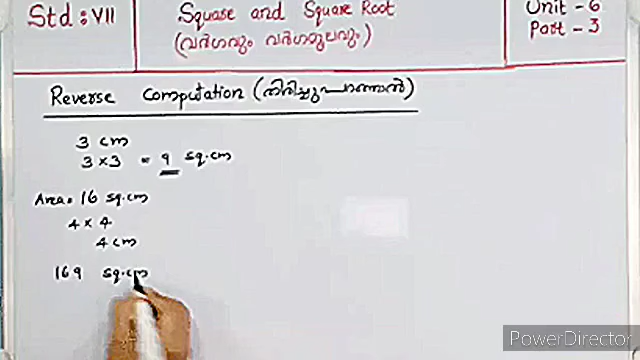 Std : VII
Square and Square Root
(വർഗവും വർഗമൂലവും)
Unit - 6
Part - 3
Reverse Computation (തിരിച്ചുപറഞ്ഞാൽ)
3 cm
3 × 3 = 9 sq.cm
Area = 16 sq.cm
4 × 4
4 cm
169 sq.cm
PowerDirector